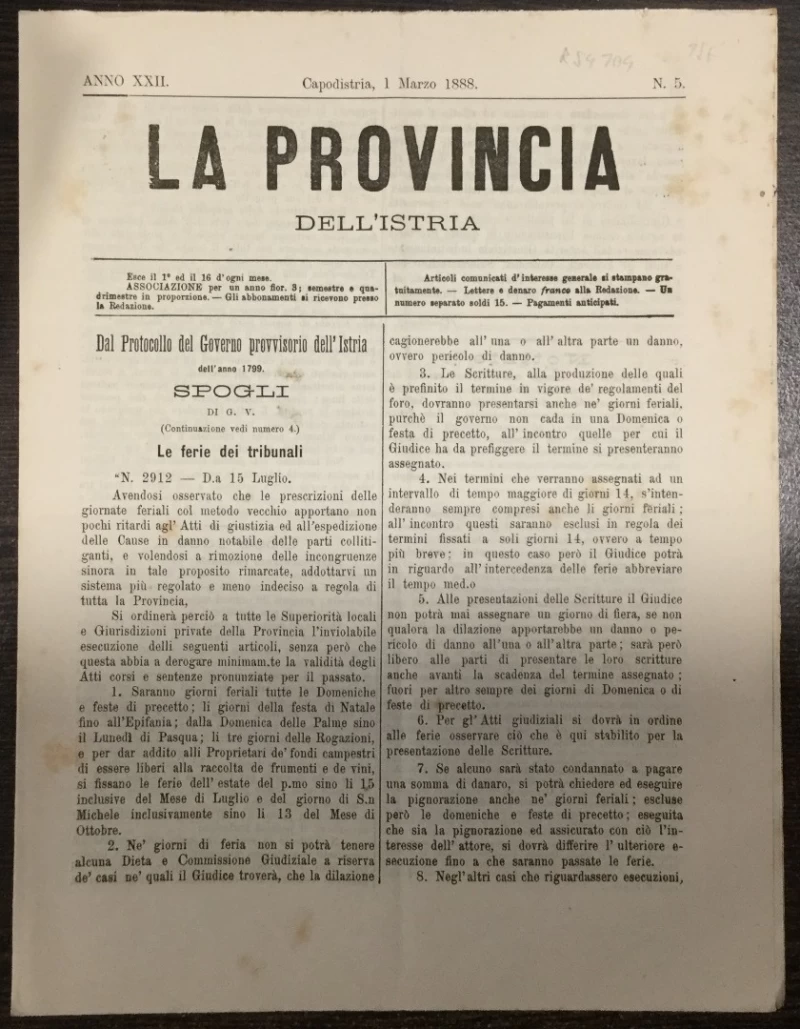 ANNO XXII.
Capodistria, 1 Marzo 1888.
N. 5.
LA PROVINCIA
DELL'ISTRIA
Esce il 1° ed il 16 d'ogni mese.
ASSOCIAZIONE per un anno fior. 3; semestre e qua-
drimestre in proporzione. — Gli abbonamenti si ricevono presso
la Redazione.
Articoli comunicati d'interesse generale si stampano gra-
tuitamente. — Lettere e denaro franco alla Redazione. — Un
numero separato soldi 15. — Pagamenti anticipati.
Dal Protocollo del Governo provvisorio dell'Istria
dell'anno 1799.
SPOGLI
DI G. V.
(Continuazione vedi numero 4.)
Le ferie dei tribunali
"N. 2912 — D.a 15 Luglio.
Avendosi osservato che le prescrizioni delle
giornate feriali col metodo vecchio apportano non
pochi ritardi agl' Atti di giustizia ed all'espedizione
delle Cause in danno notabile delle parti colliti-
ganti, e volendosi a rimozione delle incongruenze
sinora in tale proposito rimarcate, addottarvi un
sistema più regolato e meno indeciso a regola di
tutta la Provincia,
Si ordinerà perciò a tutte le Superiorità locali
e Giurisdizioni private della Provincia l'inviolabile
esecuzione delli seguenti articoli, senza però che
questa abbia a derogare minimam.te la validità degli
Atti corsi e sentenze pronunziate per il passato.
1. Saranno giorni feriali tutte le Domeniche
e feste di precetto; li giorni della festa di Natale
fino all'Epifania; dalla Domenica delle Palme sino
il Lunedì di Pasqua; li tre giorni delle Rogazioni,
e per dar addito alli Proprietari de' fondi campestri
di essere liberi alla raccolta de frumenti e de vini,
si fissano le ferie dell' estate del p.mo sino li 15
inclusive del Mese di Luglio e del giorno di S.n
Michele inclusivamente sino li 13 del Mese di
Ottobre.
2. Ne' giorni di feria non si potrà tenere
alcuna Dieta e Commissione Giudiziale a riserva
de' casi ne' quali il Giudice troverà, che la dilazione
cagionerebbe all' una o all' altra parte un danno,
ovvero pericolo di danno.
3. Le Scritture, alla produzione delle quali
è prefinito il termine in vigore de' regolamenti del
foro, dovranno presentarsi anche ne' giorni feriali,
purchè il governo non cada in una Domenica o
festa di precetto, all' incontro quelle per cui il
Giudice ha da prefiggere il termine si presenteranno
assegnato.
4. Nei termini che verranno assegnati ad un
intervallo di tempo maggiore di giorni 14, s'inten-
deranno sempre compresi anche li giorni feriali;
all' incontro questi saranno esclusi in regola dei
termini fissati a soli giorni 14, ovvero a tempo
più breve; in questo caso però il Giudice potrà
in riguardo all' intercedenza delle ferie abbreviare
il tempo med.o
5. Alle presentazioni delle Scritture il Giudice
non potrà mai assegnare un giorno di fiera, se non
qualora la dilazione apportarebbe un danno o pe-
ricolo di danno all'una o all'altra parte; sarà però
libero alle parti di presentare le loro scritture
anche avanti la scadenza del termine assegnato;
fuori per altro sempre dei giorni di Domenica o di
feste di precetto.
6. Per gl' Atti giudiziali si dovrà in ordine
alle ferie osservare ciò che è qui stabilito per la
presentazione delle Scritture.
7. Se alcuno sarà stato condannato a pagare
una somma di danaro, si potrà chiedere ed eseguire
la pignorazione anche ne' giorni feriali; escluse
però le domeniche e feste di precetto; eseguita
che sia la pignorazione ed assicurato con ciò l'in-
teresse dell' attore, si dovrà differire l' ulteriore e-
secuzione fino a che saranno passate le ferie.
8. Negl'altri casi che riguardassero esecuzioni,